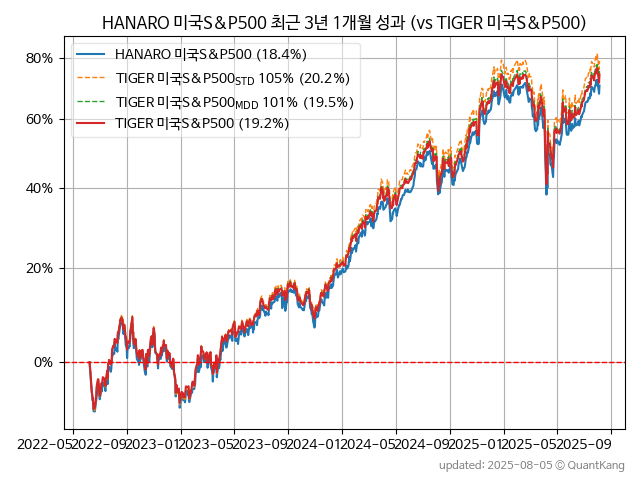 HANARO 미국S&P500 최근 3년 1개월 성과 (vs TIGER 미국S&P500)
HANARO 미국S&P500 (18.4%)
TIGER 미국S&P500STD 105% (20.2%)
TIGER 미국S&P500MDD 101% (19.5%)
TIGER 미국S&P500 (19.2%)
80%
60%
40%
20%
0%
2022-05 2022-09 2023-01 2023-05 2023-09 2024-01 2024-05 2024-09 2025-01 2025-05 2025-09
updated: 2025-08-05 © QuantKang